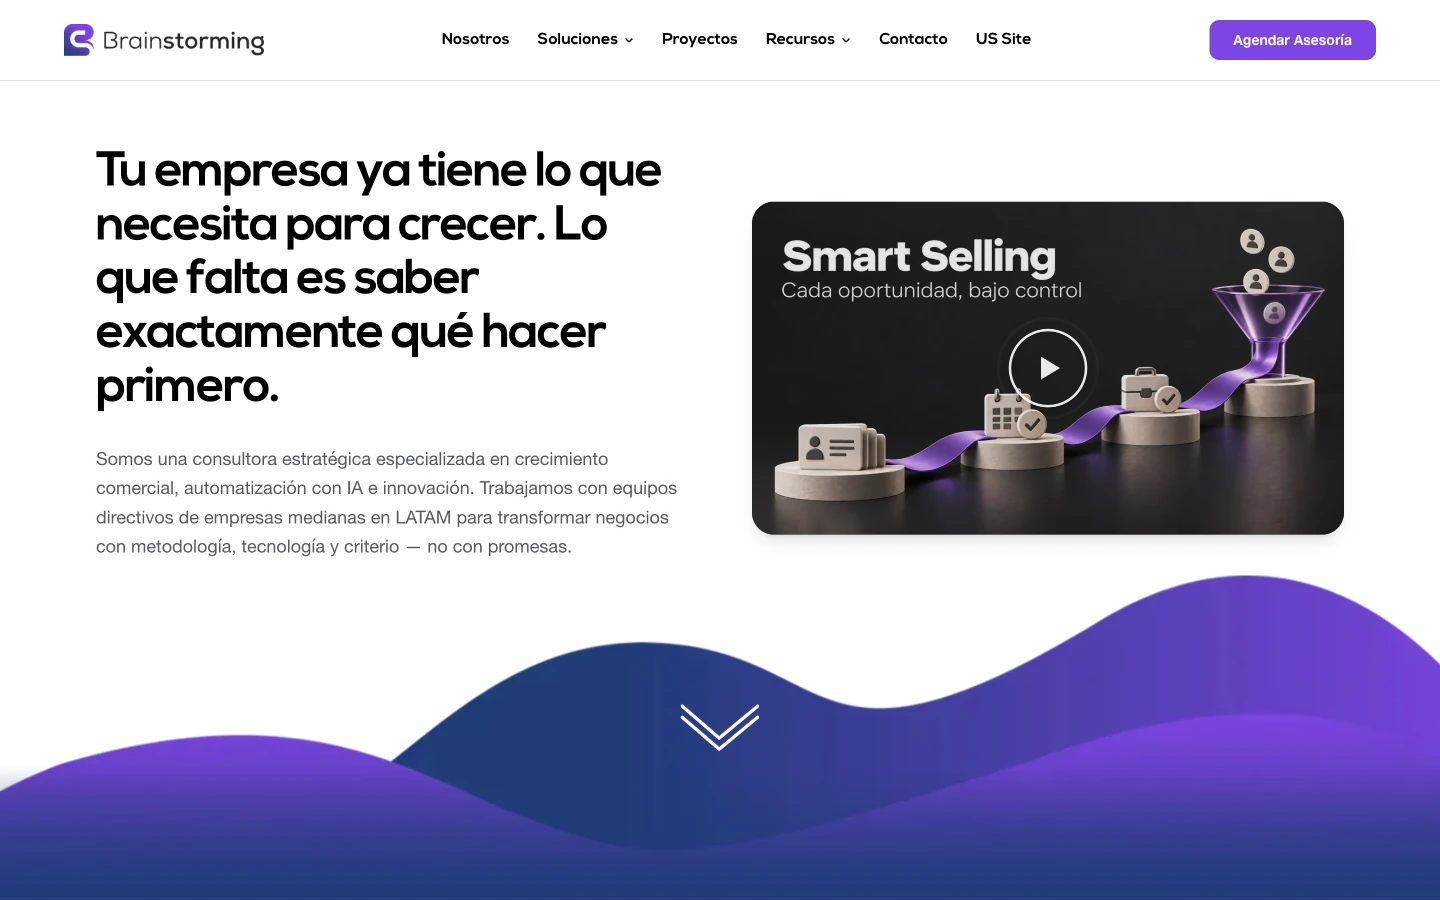 Brainstorming
Nosotros
Soluciones
Proyectos
Recursos
Contacto
US Site
Agendar Asesoría
Tu empresa ya tiene lo que
necesita para crecer. Lo
que falta es saber
exactamente qué hacer
primero.
Somos una consultora estratégica especializada en crecimiento
comercial, automatización con IA e innovación. Trabajamos con equipos
directivos de empresas medianas en LATAM para transformar negocios
con metodología, tecnología y criterio — no con promesas.
Smart Selling
Cada oportunidad, bajo control